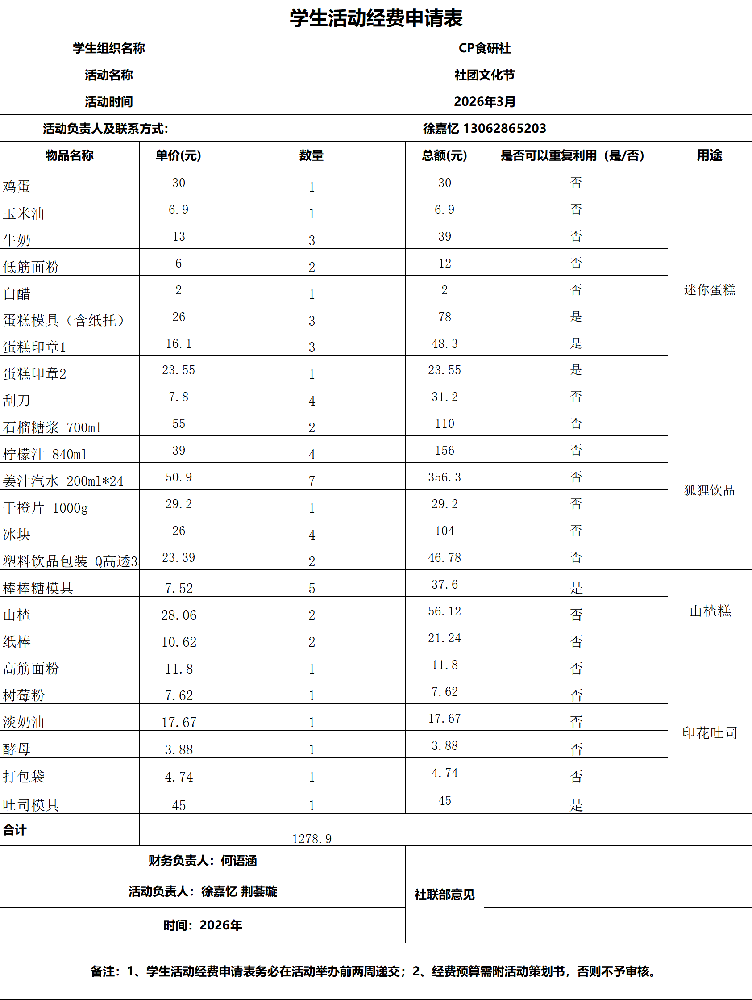 学生活动经费申请表
学生组织名称 CP食研社
活动名称 社团文化节
活动时间 2026年3月
活动负责人及联系方式： 徐嘉忆 13062865203
物品名称 单价(元) 数量 总额(元) 是否可以重复利用（是/否） 用途
鸡蛋 30 1 30 否
玉米油 6.9 1 6.9 否
牛奶 13 3 39 否
低筋面粉 6 2 12 否
白醋 2 1 2 否 迷你蛋糕
蛋糕模具（含纸托） 26 3 78 是
蛋糕印章1 16.1 3 48.3 是
蛋糕印章2 23.55 1 23.55 是
刮刀 7.8 4 31.2 否
石榴糖浆 700ml 55 2 110 否
柠檬汁 840ml 39 4 156 否
姜汁汽水 200ml*24 50.9 7 356.3 否 狐狸饮品
干橙片 1000g 29.2 1 29.2 否
冰块 26 4 104 否
塑料饮品包装 Q高透3 23.39 2 46.78 否
棒棒糖模具 7.52 5 37.6 是
山楂 28.06 2 56.12 否 山楂糕
纸棒 10.62 2 21.24 否
高筋面粉 11.8 1 11.8 否
树莓粉 7.62 1 7.62 否
淡奶油 17.67 1 17.67 否 印花吐司
酵母 3.88 1 3.88 否
打包袋 4.74 1 4.74 否
吐司模具 45 1 45 是
合计 1278.9
财务负责人：何语涵
活动负责人：徐嘉忆 荆荟璇 社联部意见
时间：2026年
备注：1、学生活动经费申请表务必在活动举办前两周递交；2、经费预算需附活动策划书，否则不予审核。